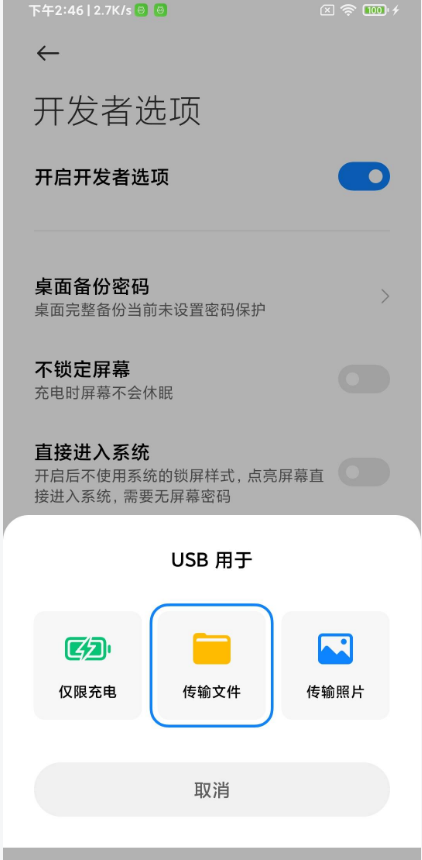 下午2:46 | 2.7K/s
100
开发者选项
开启开发者选项
桌面备份密码
桌面完整备份当前未设置密码保护
不锁定屏幕
充电时屏幕不会休眠
直接进入系统
开启后不使用系统的锁屏样式，点亮屏幕直
接进入系统，需要无屏幕密码
USB 用于
仅限充电
传输文件
传输照片
取消